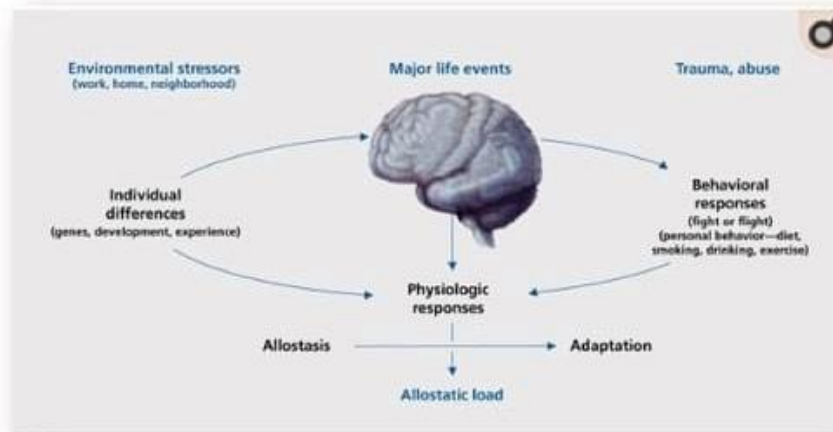 Environmental stressors
(work, home, neighborhood)
Major life events
Trauma, abuse
Individual
differences
(genes, development, experience)
Behavioral
responses
(fight or flight)
(personal behavior—diet,
smoking, drinking, exercise)
Physiologic
responses
Allostasis
Adaptation
Allostatic load